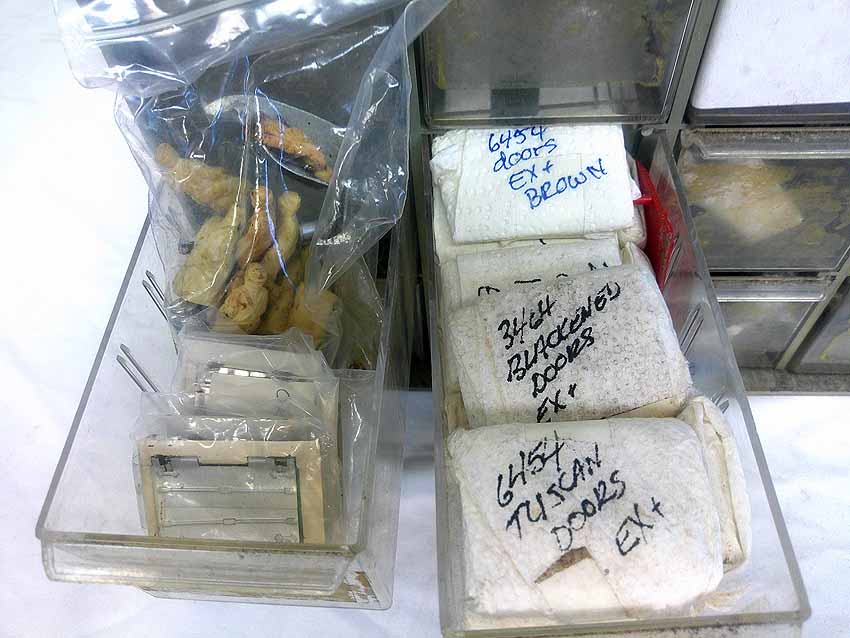 6454
doors
EX+
BROWN
3464
BLACKENED
DOORS
EX+
6454
TUSCAN
DOORS
EX+